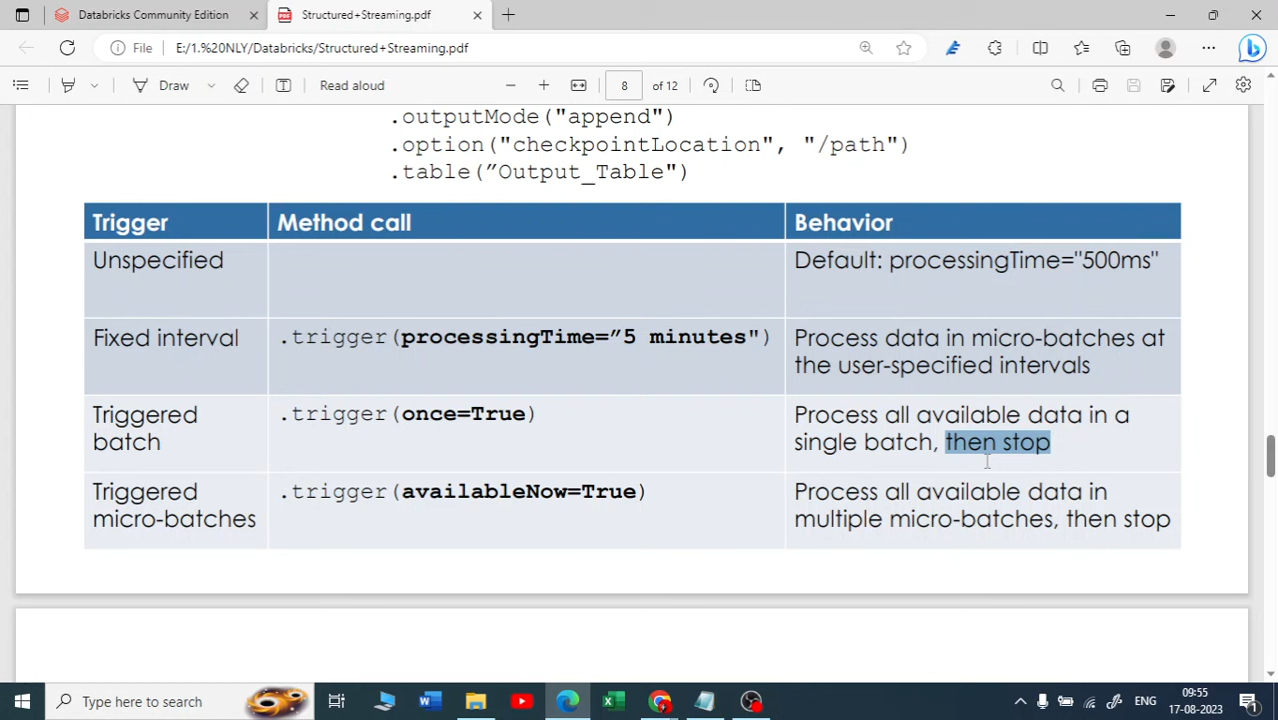 Databricks Community Edition
Structured+Streaming.pdf
File
E:/1.%20NLY/Databricks/Structured+Streaming.pdf
Draw
Read aloud
8
of 12
.outputMode("append")
.option("checkpointLocation", "/path")
.table(”Output_Table")
Trigger
Method call
Behavior
Unspecified
Default: processingTime="500ms"
Fixed interval
.trigger(processingTime=”5 minutes")
Process data in micro-batches at
the user-specified intervals
Triggered
batch
.trigger(once=True)
Process all available data in a
single batch, then stop
Triggered
micro-batches
.trigger(availableNow=True)
Process all available data in
multiple micro-batches, then stop
Type here to search
ENG
09:55
17-08-2023
1